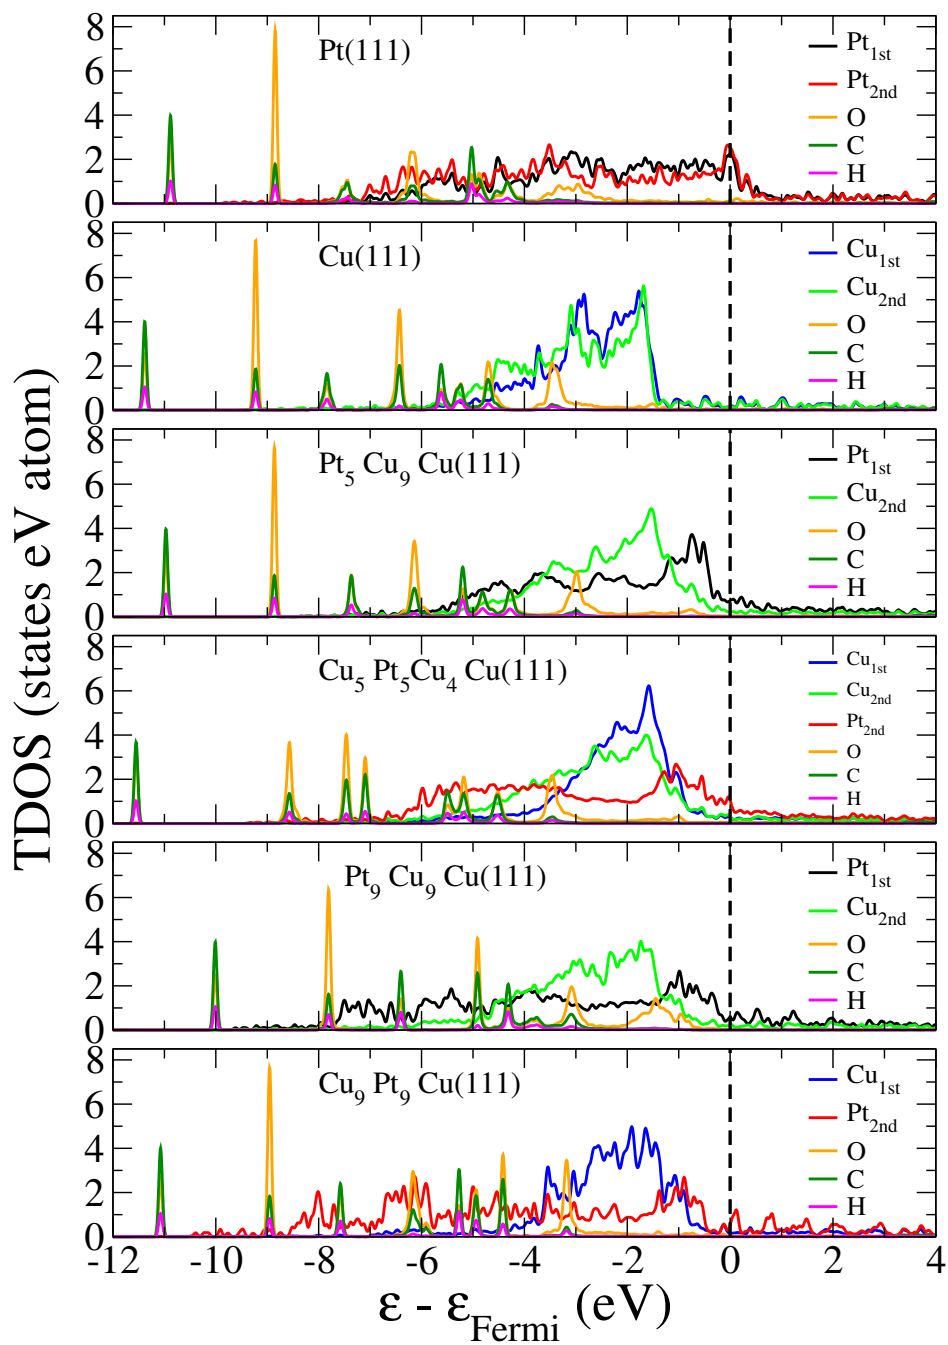 TDOS (states eV atom)
8
6
4
2
0
Pt(111)
Pt1st
Pt2nd
O
C
H
8
6
4
2
0
Cu(111)
Cu1st
Cu2nd
O
C
H
8
6
4
2
0
Pt5 Cu9 Cu(111)
Pt1st
Cu2nd
O
C
H
8
6
4
2
0
Cu5 Pt5Cu4 Cu(111)
Cu1st
Cu2nd
Pt2nd
O
C
H
8
6
4
2
0
Pt9 Cu9 Cu(111)
Pt1st
Cu2nd
O
C
H
8
6
4
2
0
Cu9 Pt9 Cu(111)
Cu1st
Pt2nd
O
C
H
-12 -10 -8 -6 -4 -2 0 2 4
ε - εFermi (eV)